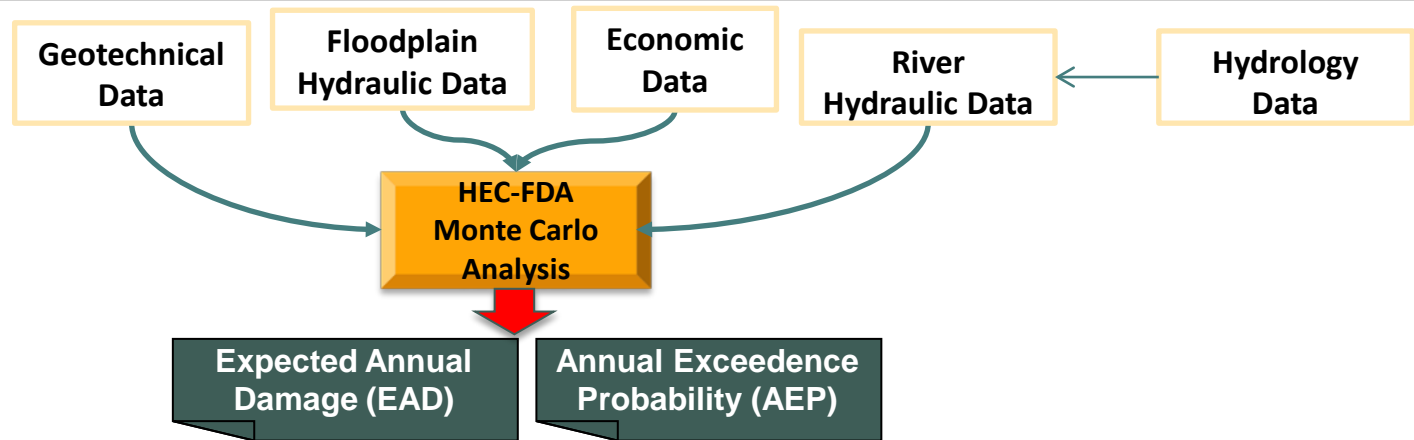 Geotechnical
Data
Floodplain
Hydraulic Data
Economic
Data
River
Hydraulic Data
Hydrology
Data
HEC-FDA
Monte Carlo
Analysis
Expected Annual
Damage (EAD)
Annual Exceedence
Probability (AEP)